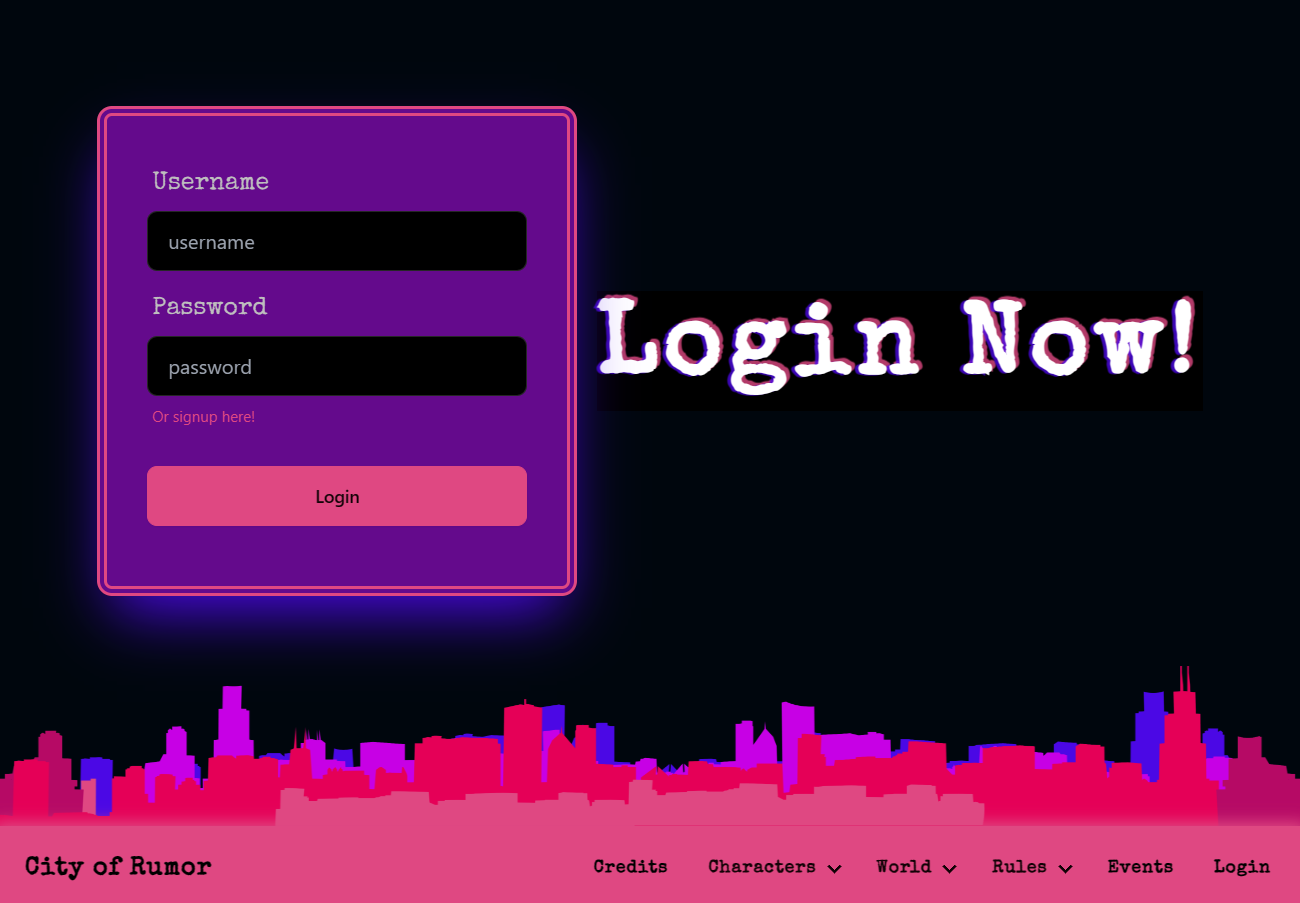 Username
username
Password
password
Or signup here!
Login
Login Now!
City of Rumor
Credits
Characters
World
Rules
Events
Login